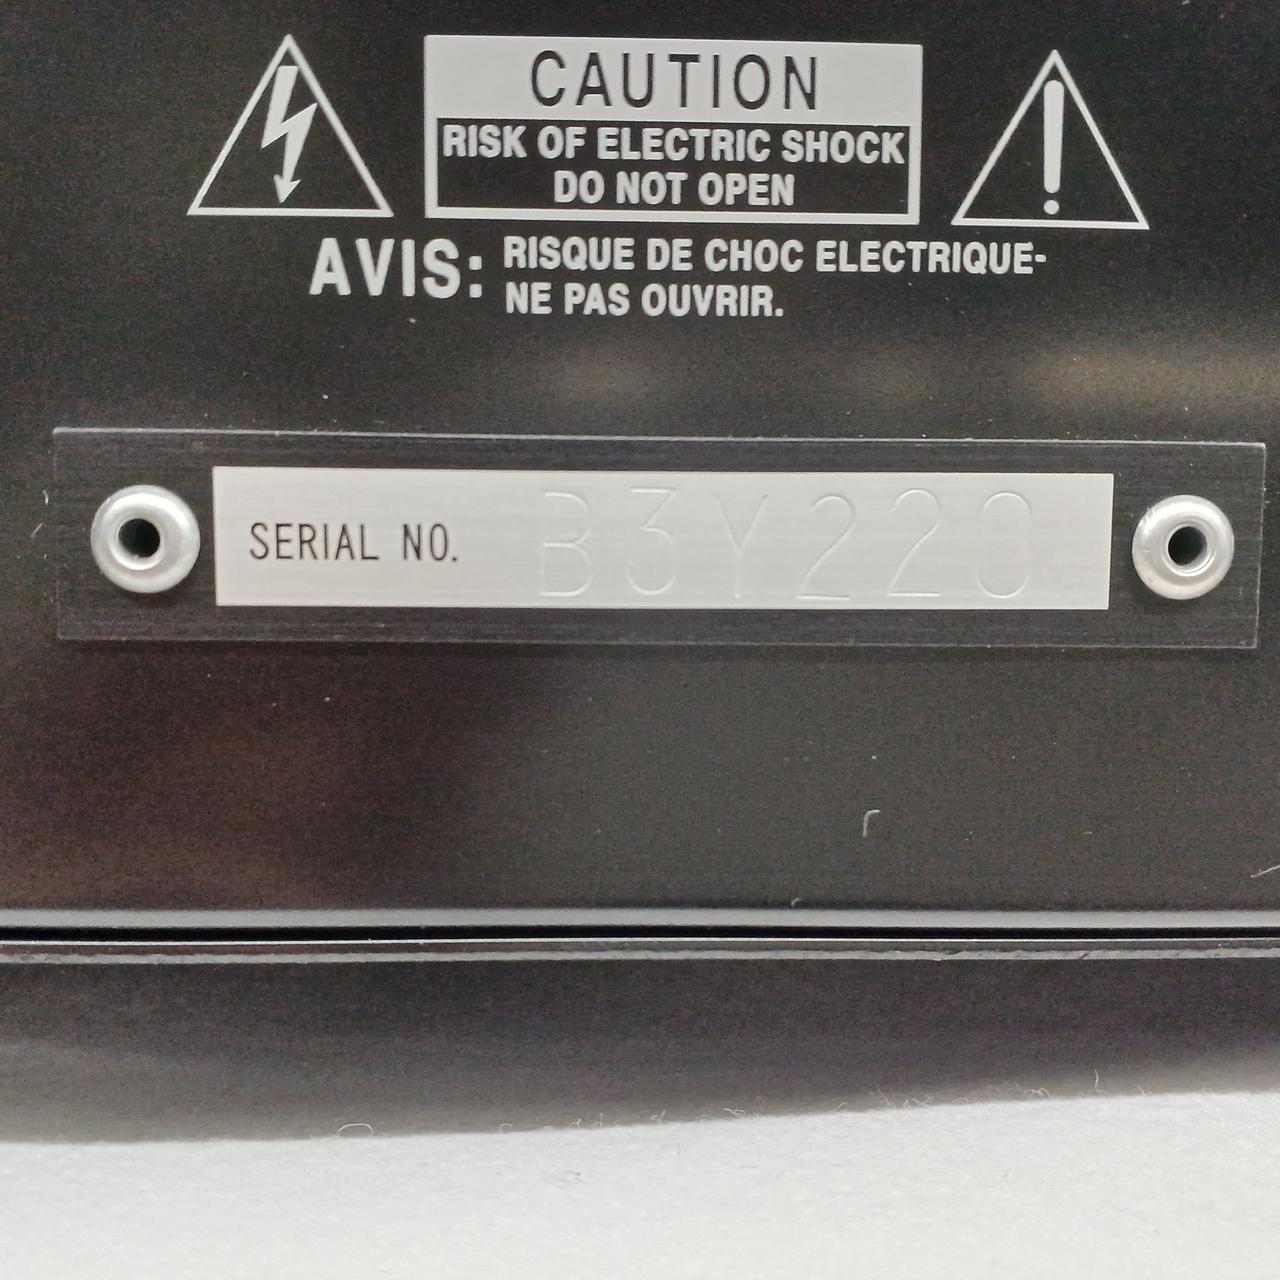 CAUTION
RISK OF ELECTRIC SHOCK
DO NOT OPEN
AVIS: RISQUE DE CHOC ELECTRIQUE-
NE PAS OUVRIR.
SERIAL NO. B3Y220